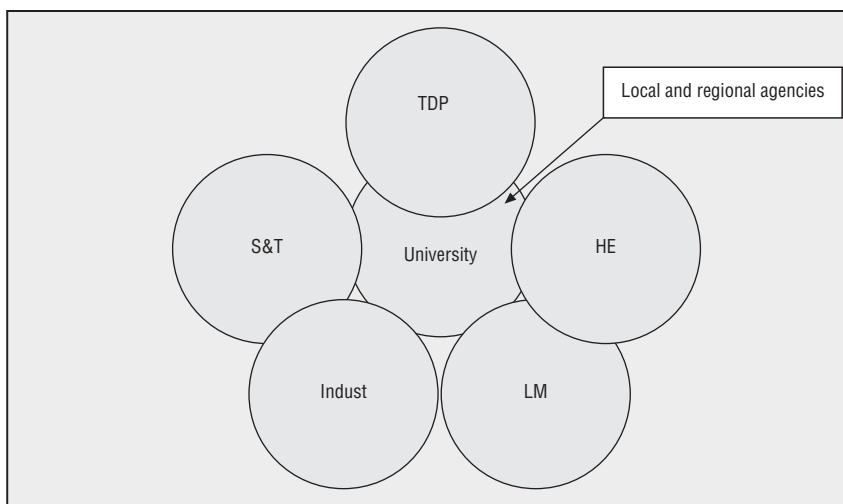 TDP
Local and regional agencies
S&T
University
HE
Indust
LM